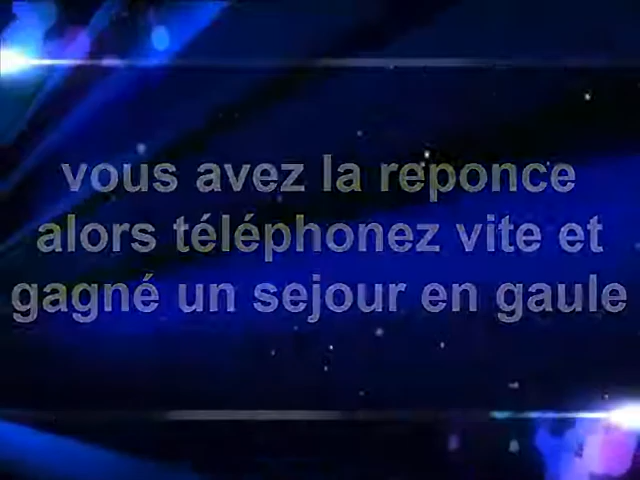 vous avez la reponce
alors téléphonez vite et
gagné un sejour en gaule